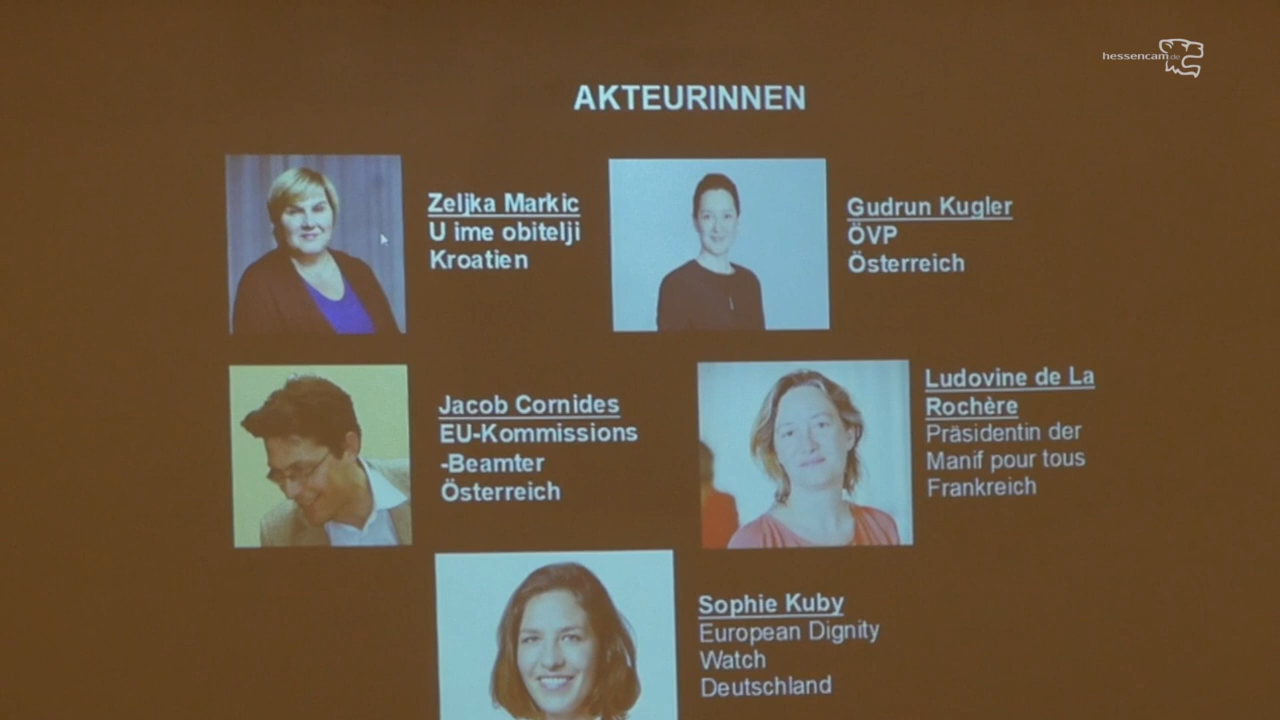 hessencam.de
AKTEURINNEN
Zeljka Markic
U ime obitelji
Kroatien
Gudrun Kugler
ÖVP
Österreich
Jacob Cornides
EU-Kommissions
-Beamter
Österreich
Ludovine de La
Rochère
Präsidentin der
Manif pour tous
Frankreich
Sophie Kuby
European Dignity
Watch
Deutschland